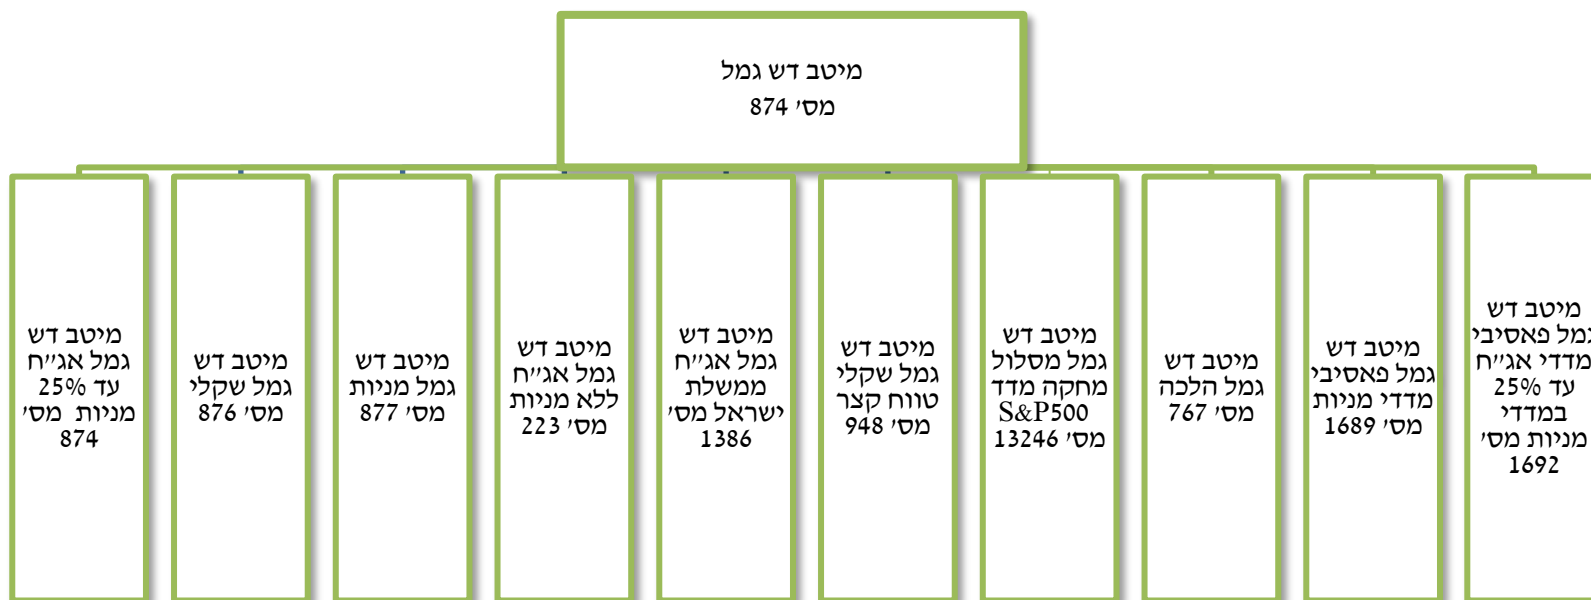 מיטב דש גמל
מס׳ 874
מיטב דש
גמל פאסיבי
מדדי אג״ח
עד 25%
במדדי
מניות מס׳
1692
מיטב דש
גמל פאסיבי
מדדי מניות
מס׳ 1689
מיטב דש
גמל הלכה
מס׳ 767
מיטב דש
גמל מסלול
מחקה מדד
S&P500
מס׳ 13246
מיטב דש
גמל שקלי
טווח קצר
מס׳ 948
מיטב דש
גמל אג״ח
ממשלת
ישראל מס׳
1386
מיטב דש
גמל אג״ח
ללא מניות
מס׳ 223
מיטב דש
גמל מניות
מס׳ 877
מיטב דש
גמל שקלי
מס׳ 876
מיטב דש
גמל אג״ח
עד 25%
מניות מס׳
874